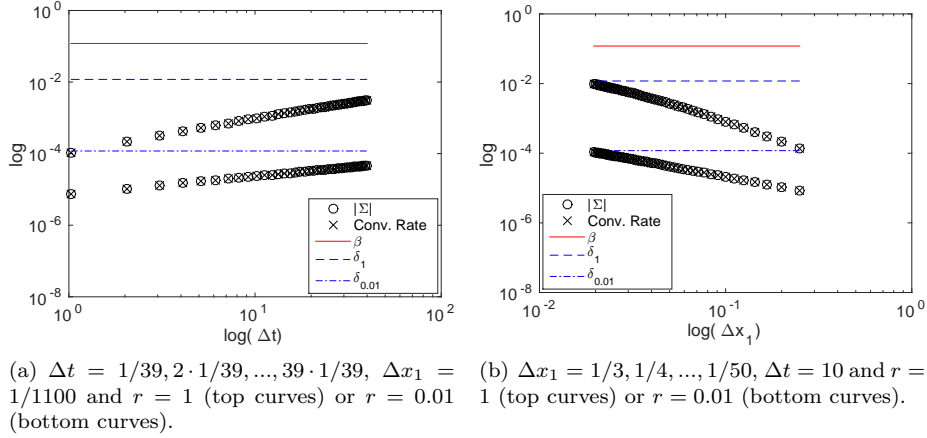 10^0
10^-2
10^-4
10^-6
10^-8
log
|Σ|
Conv. Rate
β
δ_1
δ_0.01
10^0
10^1
10^2
log( Δt)
10^0
10^-2
10^-4
10^-6
10^-8
log
|Σ|
Conv. Rate
β
δ_1
δ_0.01
10^-2
10^-1
10^0
log( Δx_1)
(a) Δt = 1/39, 2 · 1/39, ..., 39 · 1/39, Δx_1 =
1/1100 and r = 1 (top curves) or r = 0.01
(bottom curves).
(b) Δx_1 = 1/3, 1/4, ..., 1/50, Δt = 10 and r =
1 (top curves) or r = 0.01 (bottom curves).